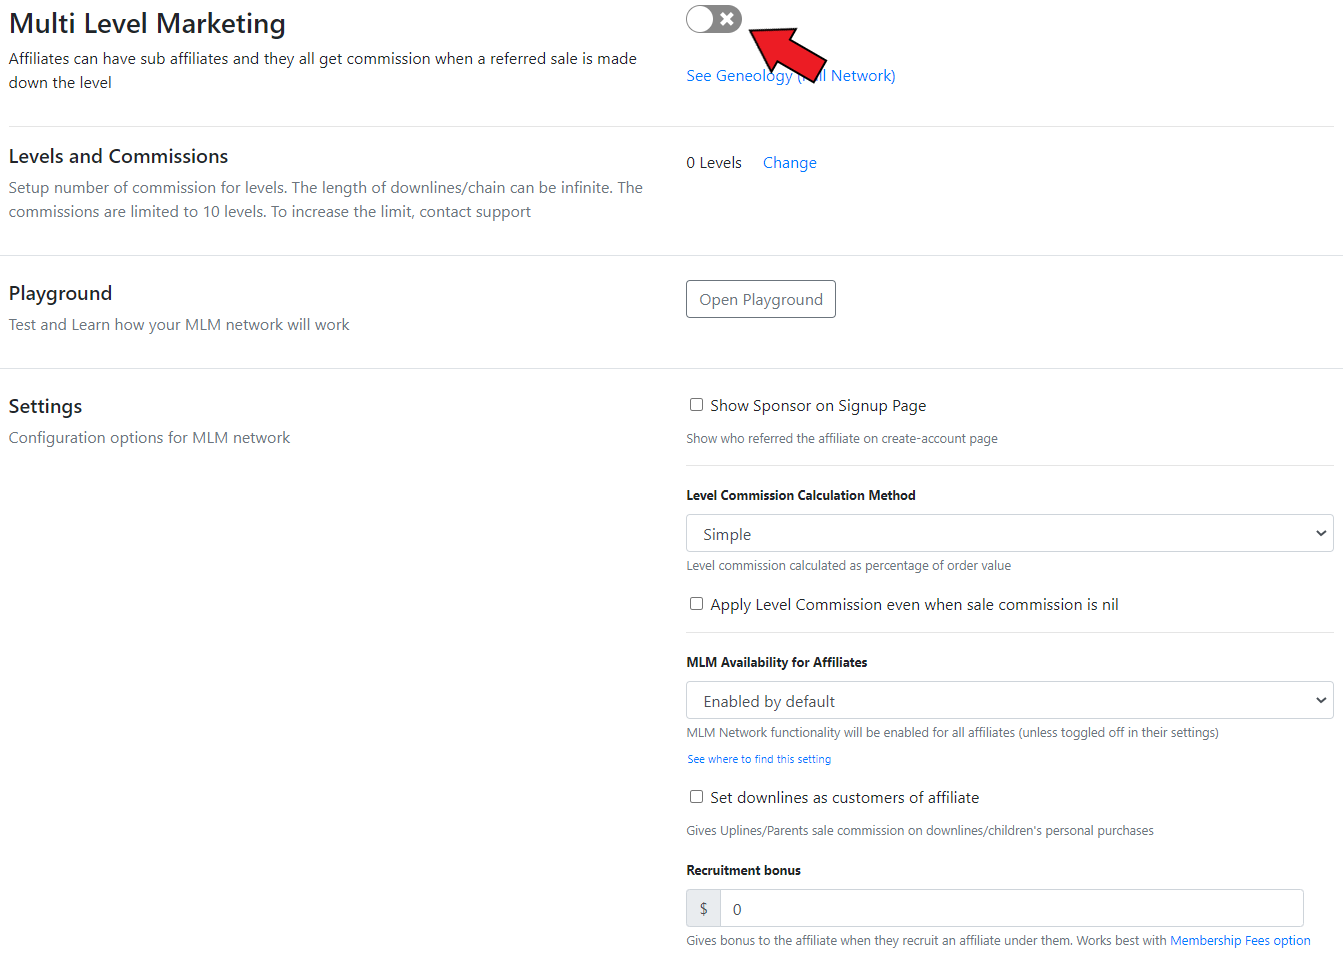 Multi Level Marketing
Affiliates can have sub affiliates and they all get commission when a referred sale is made
down the level
See Geneology (   ll Network)
Levels and Commissions
0 Levels Change
Setup number of commission for levels. The length of downlines/chain can be infinite. The
commissions are limited to 10 levels. To increase the limit, contact support
Playground
Open Playground
Test and Learn how your MLM network will work
Settings
Configuration options for MLM network
Show Sponsor on Signup Page
Show who referred the affiliate on create-account page
Level Commission Calculation Method
Simple
Level commission calculated as percentage of order value
Apply Level Commission even when sale commission is nil
MLM Availability for Affiliates
Enabled by default
MLM Network functionality will be enabled for all affiliates (unless toggled off in their settings)
See where to find this setting
Set downlines as customers of affiliate
Gives Uplines/Parents sale commission on downlines/children's personal purchases
Recruitment bonus
$ 0
Gives bonus to the affiliate when they recruit an affiliate under them. Works best with Membership Fees option